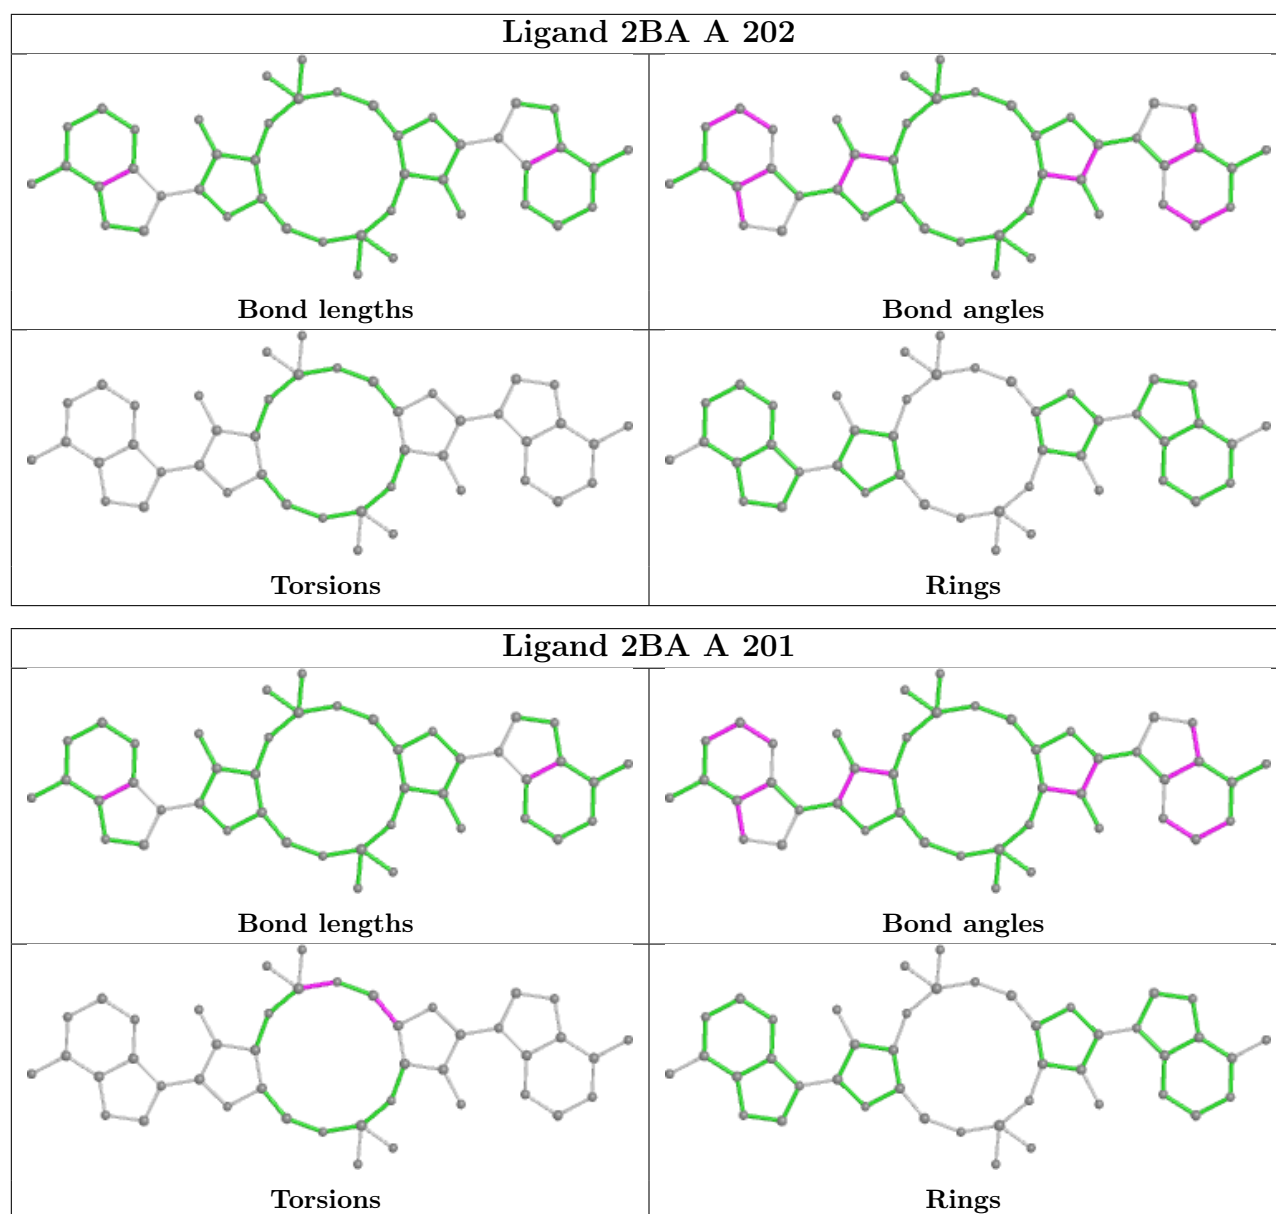 Ligand 2BA A 202
Bond lengths
Bond angles
Torsions
Rings
Ligand 2BA A 201
Bond lengths
Bond angles
Torsions
Rings